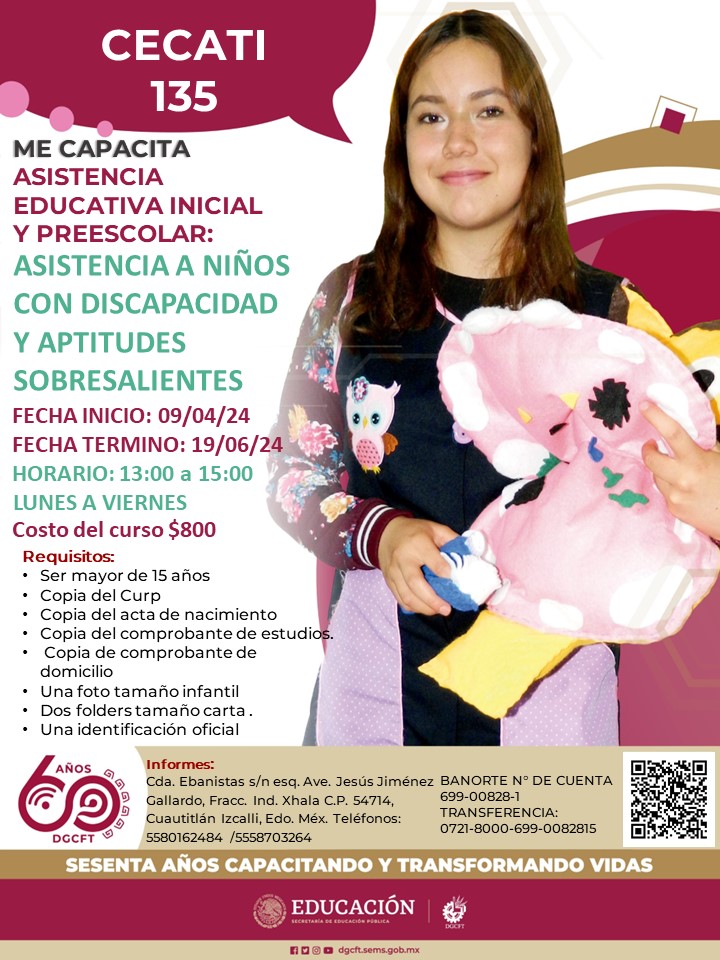 CECATI
135
ME CAPACITA
ASISTENCIA
EDUCATIVA INICIAL
Y PREESCOLAR:
ASISTENCIA A NIÑOS
CON DISCAPACIDAD
Y APTITUDES
SOBRESALIENTES
FECHA INICIO: 09/04/24
FECHA TERMINO: 19/06/24
HORARIO: 13:00 a 15:00
LUNES A VIERNES
Costo del curso $800
Requisitos:
• Ser mayor de 15 años
• Copia del Curp
• Copia del acta de nacimiento
• Copia del comprobante de estudios.
• Copia de comprobante de
domicilio
• Una foto tamaño infantil
• Dos folders tamaño carta .
• Una identificación oficial
60 AÑOS
DGCFT
Informes:
Cda. Ebanistas s/n esq. Ave. Jesús Jiménez
Gallardo, Fracc. Ind. Xhala C.P. 54714,
Cuautitlán Izcalli, Edo. Méx. Teléfonos:
5580162484 /5558703264
BANORTE N° DE CUENTA
699-00828-1
TRANSFERENCIA:
0721-8000-699-0082815
SESENTA AÑOS CAPACITANDO Y TRANSFORMANDO VIDAS
EDUCACIÓN
SECRETARÍA DE EDUCACIÓN PÚBLICA
DGCFT
dgcft.sems.gob.mx